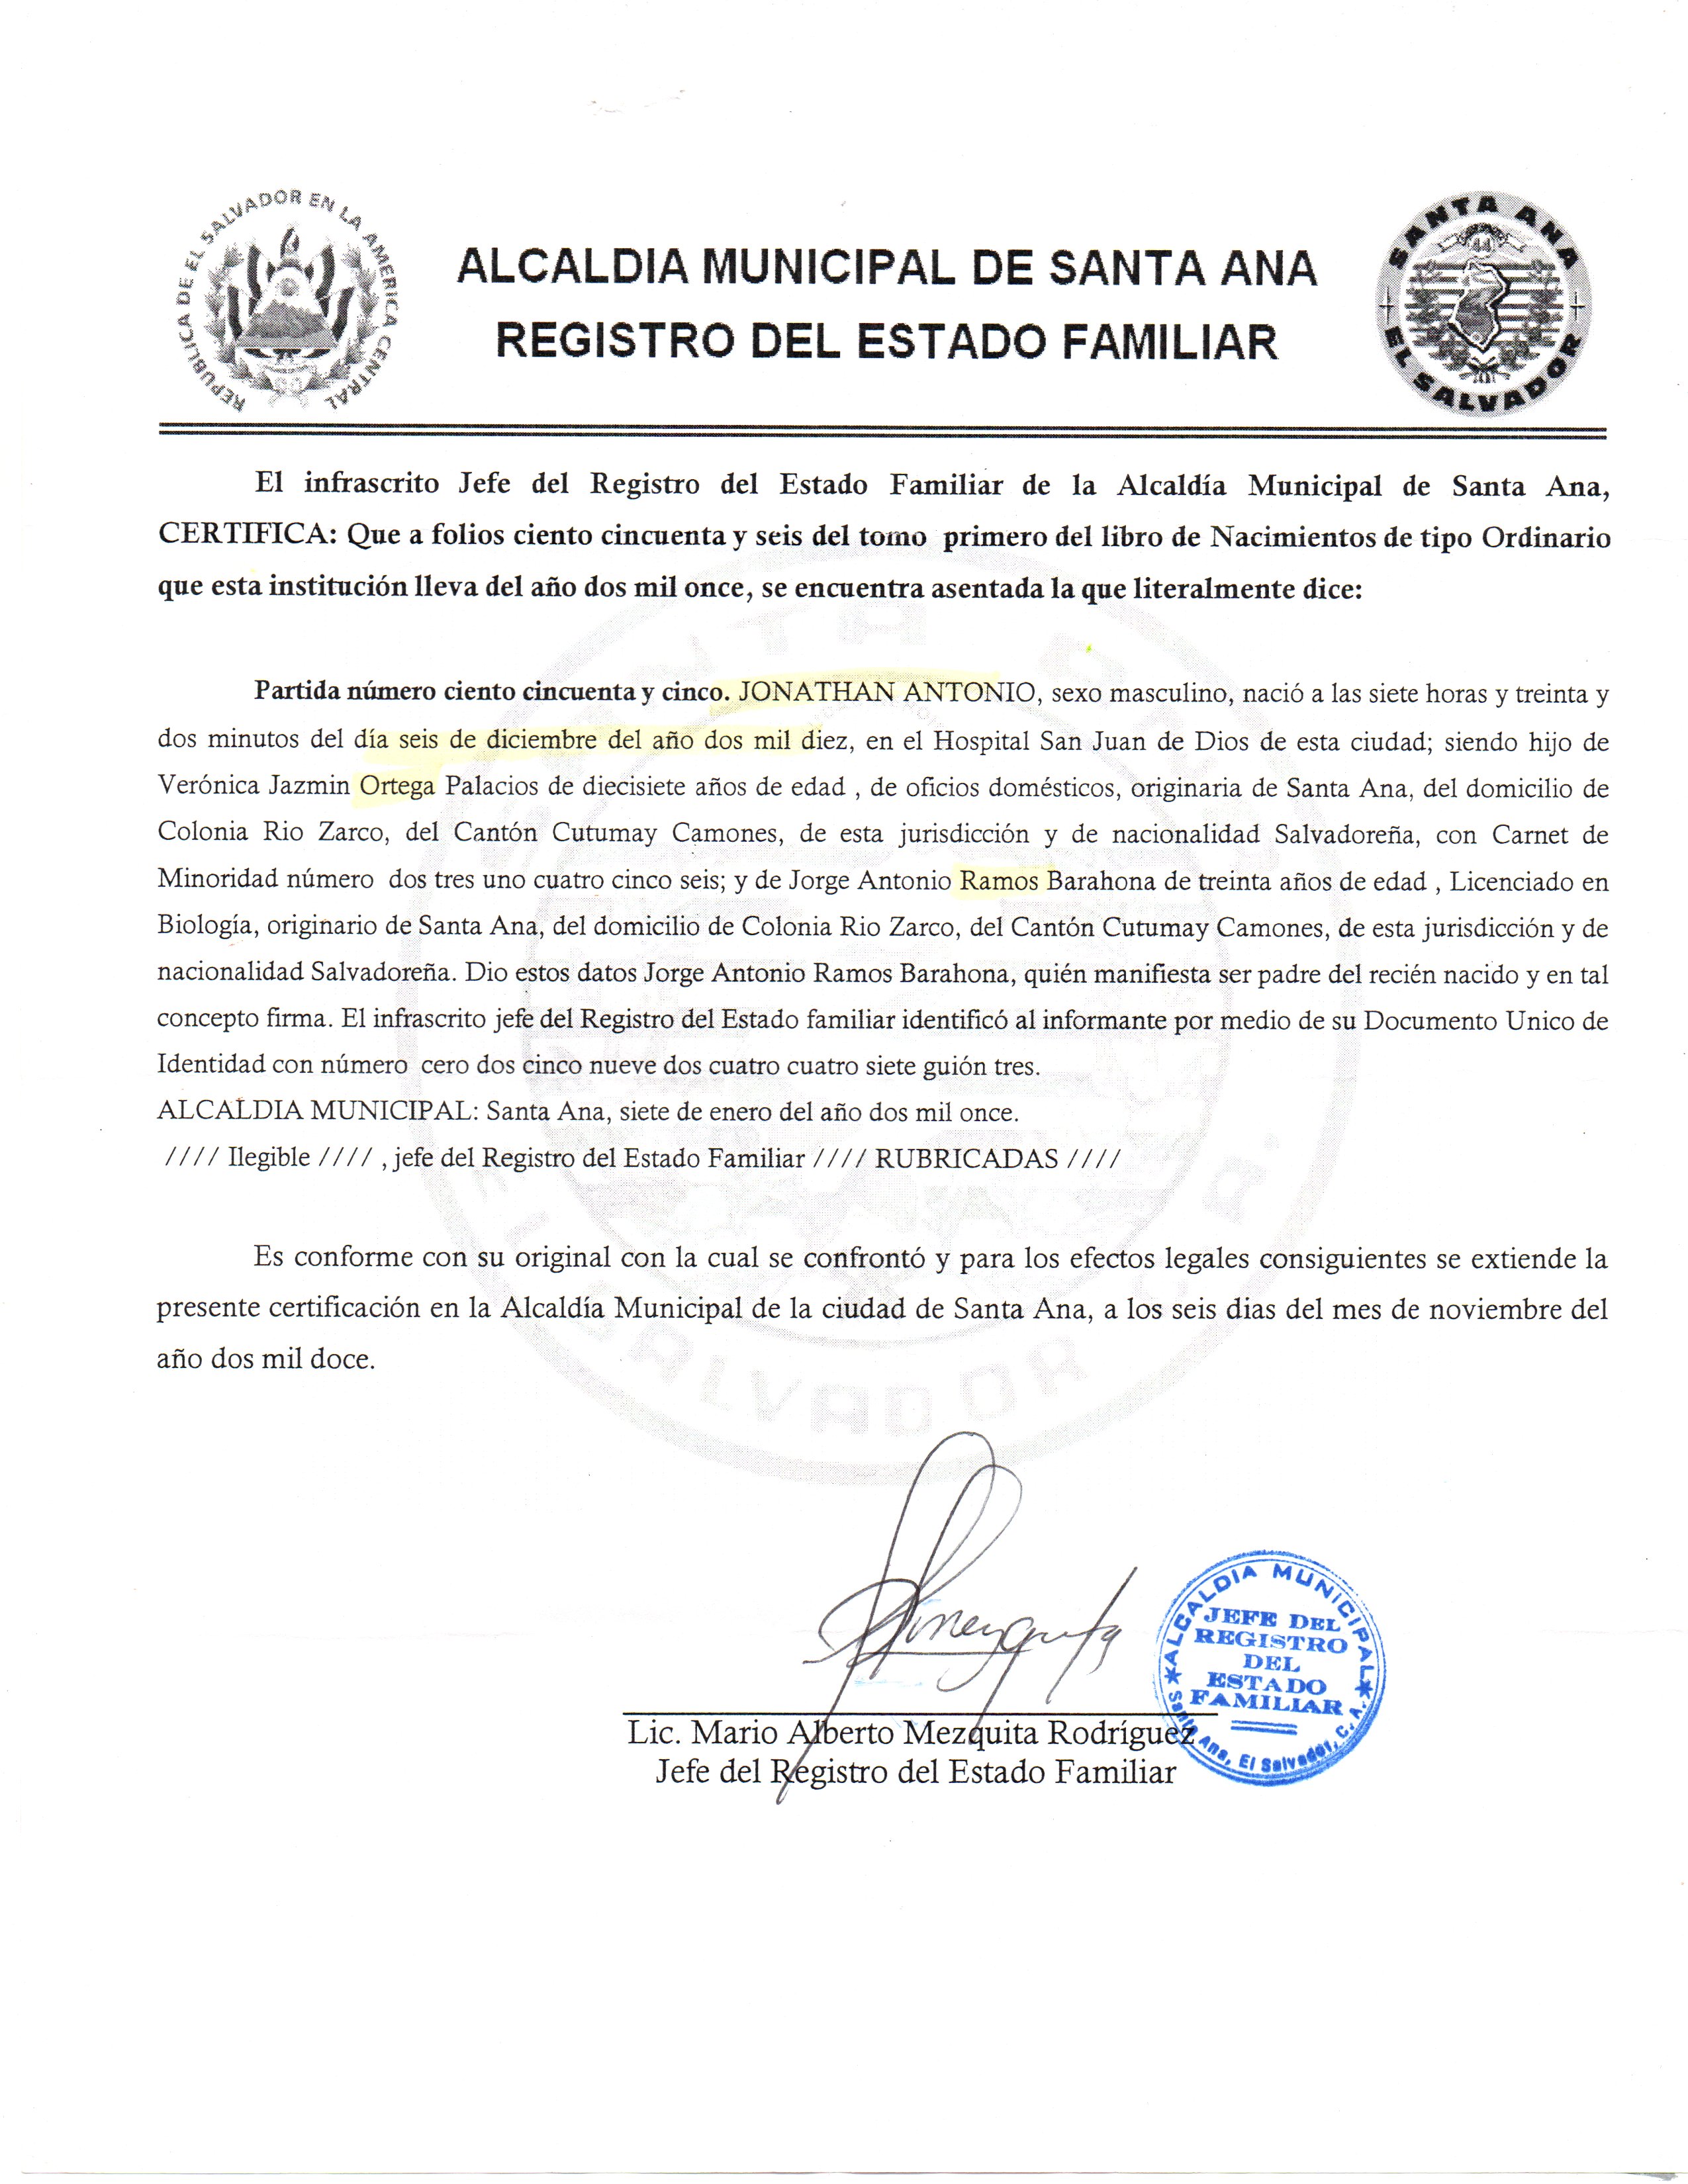 REPUBLICA DE EL SALVADOR EN LA AMERICA CENTRAL
ALCALDIA MUNICIPAL DE SANTA ANA
REGISTRO DEL ESTADO FAMILIAR
SANTA ANA
EL SALVADOR
El infrascrito Jefe del Registro del Estado Familiar de la Alcaldía Municipal de Santa Ana,
CERTIFICA: Que a folios ciento cincuenta y seis del tomo primero del libro de Nacimientos de tipo Ordinario
que esta institución lleva del año dos mil once, se encuentra asentada la que literalmente dice:
Partida número ciento cincuenta y cinco. JONATHAN ANTONIO, sexo masculino, nació a las siete horas y treinta y
dos minutos del día seis de diciembre del año dos mil diez, en el Hospital San Juan de Dios de esta ciudad; siendo hijo de
Verónica Jazmin Ortega Palacios de diecisiete años de edad , de oficios domésticos, originaria de Santa Ana, del domicilio de
Colonia Rio Zarco, del Cantón Cutumay Camones, de esta jurisdicción y de nacionalidad Salvadoreña, con Carnet de
Minoridad número dos tres uno cuatro cinco seis; y de Jorge Antonio Ramos Barahona de treinta años de edad , Licenciado en
Biología, originario de Santa Ana, del domicilio de Colonia Rio Zarco, del Cantón Cutumay Camones, de esta jurisdicción y de
nacionalidad Salvadoreña. Dio estos datos Jorge Antonio Ramos Barahona, quién manifiesta ser padre del recién nacido y en tal
concepto firma. El infrascrito jefe del Registro del Estado familiar identificó al informante por medio de su Documento Unico de
Identidad con número cero dos cinco nueve dos cuatro cuatro siete guión tres.
ALCALDIA MUNICIPAL: Santa Ana, siete de enero del año dos mil once.
//// Ilegible //// , jefe del Registro del Estado Familiar //// RUBRICADAS ////
Es conforme con su original con la cual se confrontó y para los efectos legales consiguientes se extiende la
presente certificación en la Alcaldía Municipal de la ciudad de Santa Ana, a los seis dias del mes de noviembre del
año dos mil doce.
ALCALDIA MUNICIPAL
JEFE DEL
REGISTRO
DEL
ESTADO
FAMILIAR
Santa Ana, El Salvador, C. A.
Lic. Mario Alberto Mezquita Rodríguez
Jefe del Registro del Estado Familiar